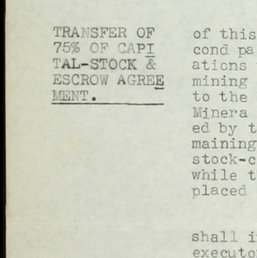 TRANSFER OF
75% OF CAPI
TAL-STOCK &
ESCROW AGREE
MENT.
of this
cond pa
ations
mining
to the
Minera
ed by t
maining
stock-c
while t
placed
shall i
executo